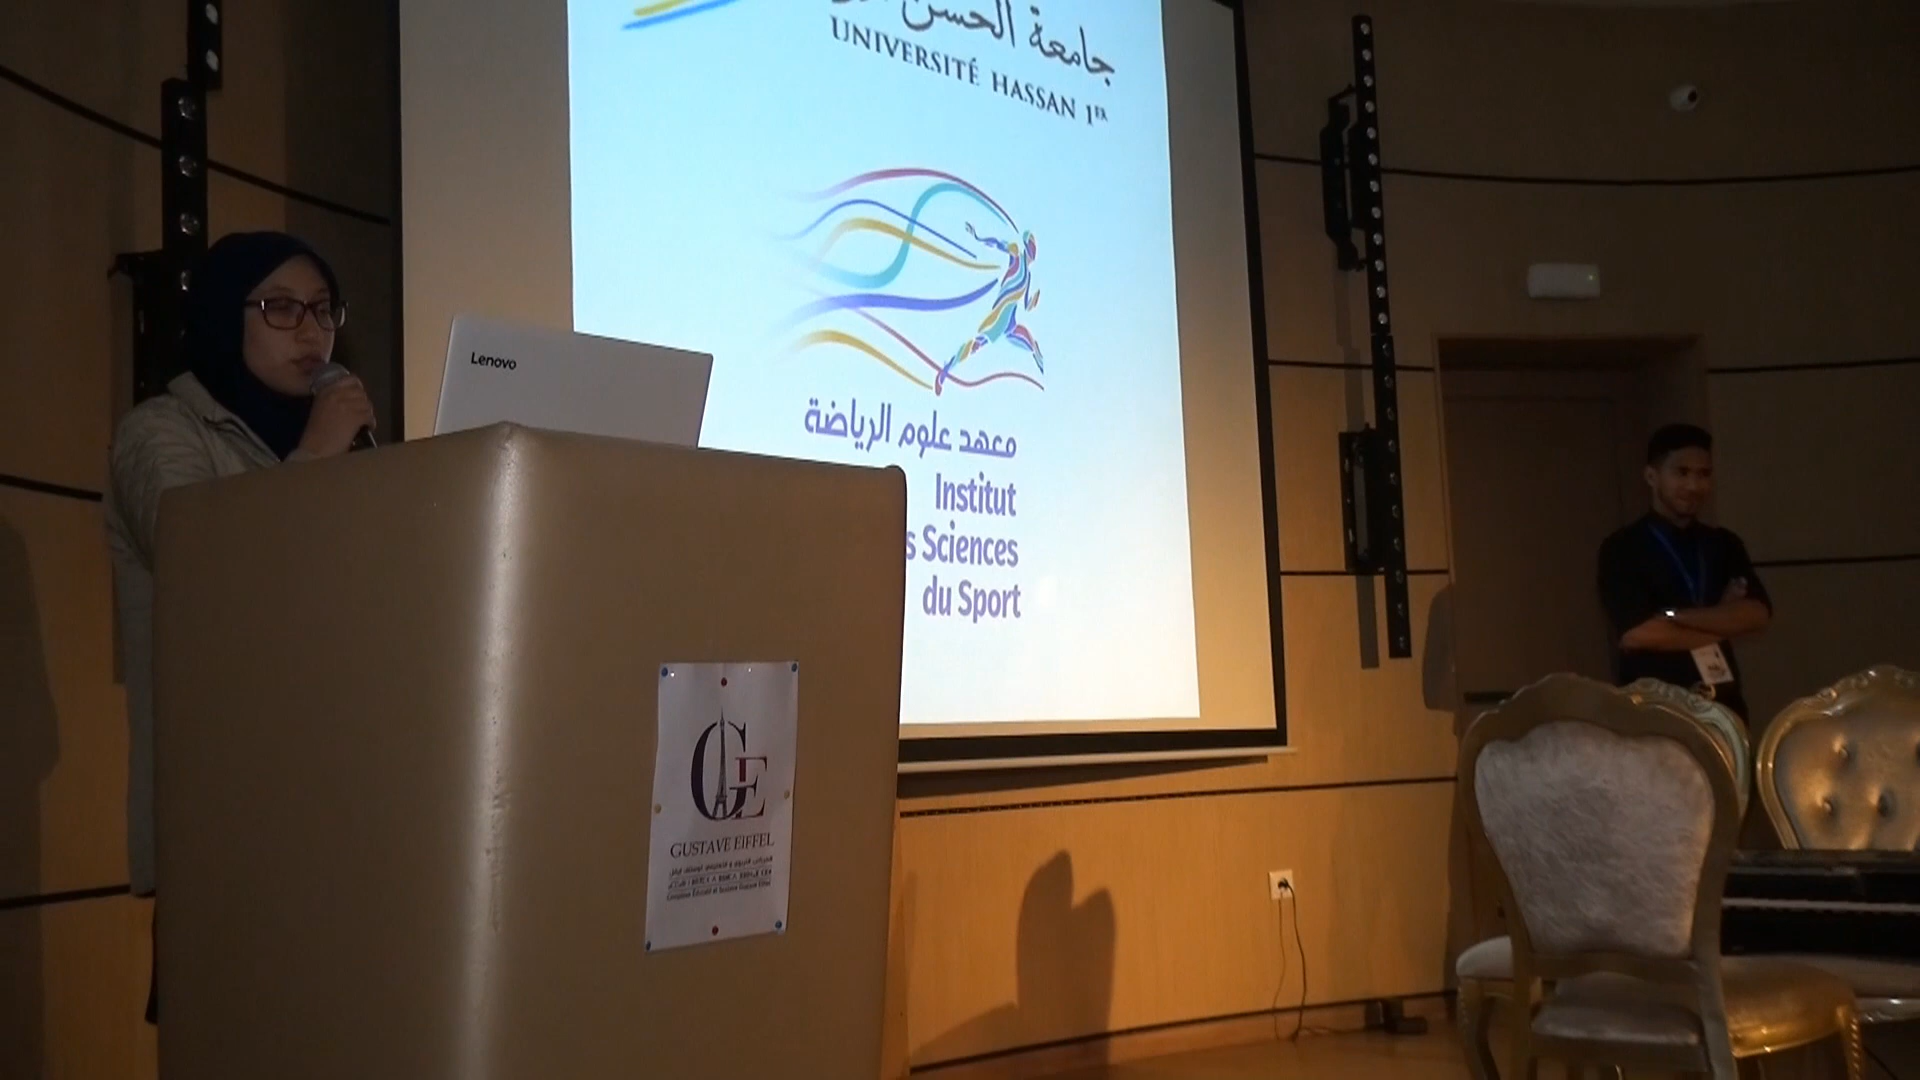 جامعة الحسن
UNIVERSITÉ HASSAN 1ER
معهد علوم الرياضة
Institut
s Sciences
du Sport
Lenovo
GE
GUSTAVE EIFFEL